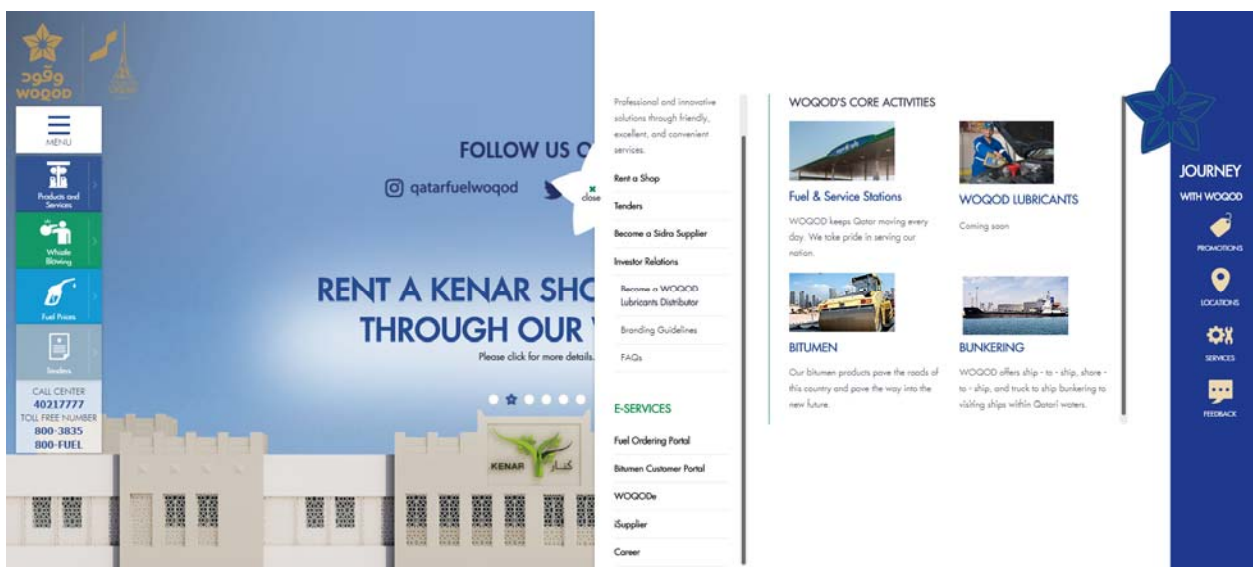 وقود
WOQOD
MENU
Products and
Services
Whistle
Blowing
Fuel Prices
Tenders
CALL CENTER
40217777
TOLL FREE NUMBER
800-3835
800-FUEL
FOLLOW US O
qatarfuelwoqod
close
RENT A KENAR SHO
THROUGH OUR
Please click for more details.
KENAR
كنار
Professional and innovative
solutions through friendly,
excellent, and convenient
services.
Rent a Shop
Tenders
Become a Sidra Supplier
Investor Relations
Become a WOQOD
Lubricants Distributor
Branding Guidelines
FAQs
E-SERVICES
Fuel Ordering Portal
Bitumen Customer Portal
WOQODe
iSupplier
Career
WOQOD'S CORE ACTIVITIES
Fuel & Service Stations
WOQOD keeps Qatar moving every
day. We take pride in serving our
nation.
WOQOD LUBRICANTS
Coming soon
BITUMEN
Our bitumen products pave the roads of
this country and pave the way into the
new future.
BUNKERING
WOQOD offers ship - to - ship, shore -
to - ship, and truck to ship bunkering to
visiting ships within Qatari waters.
JOURNEY
WITH WOQOD
PROMOTIONS
LOCATIONS
SERVICES
FEEDBACK